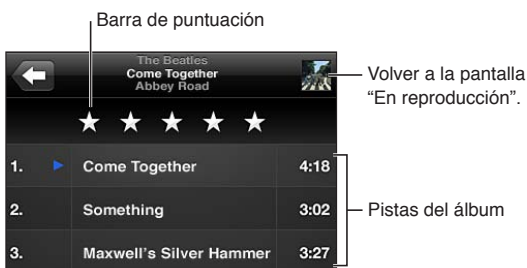 Barra de puntuación
The Beatles
Come Together
Abbey Road
Volver a la pantalla
“En reproducción”.
1. Come Together 4:18
2. Something 3:02
Pistas del álbum
3. Maxwell's Silver Hammer 3:27